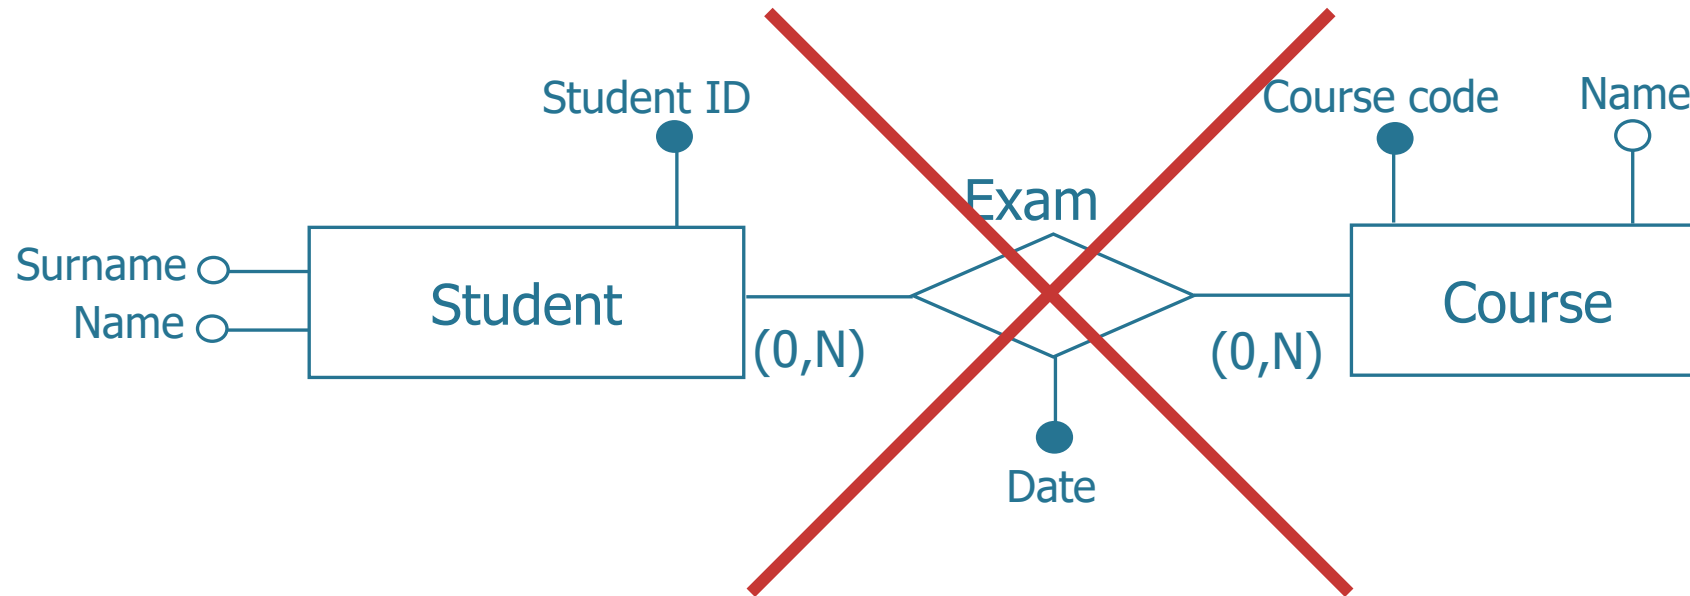 Student ID
Course code
Name
Exam
Surname
Name
Student
Course
(0,N)
(0,N)
Date